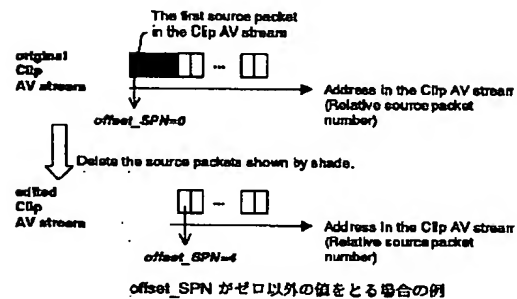 The first source packet
in the Clip AV stream
original
Clip
AV stream
...
Address in the Clip AV stream
(Relative source packet
number)
offset_SPN=0
Delete the source packets shown by shade.
edited
Clip
AV stream
...
Address in the Clip AV stream
(Relative source packet
number)
offset_SPN=4
offset_SPN がゼロ以外の値をとる場合の例